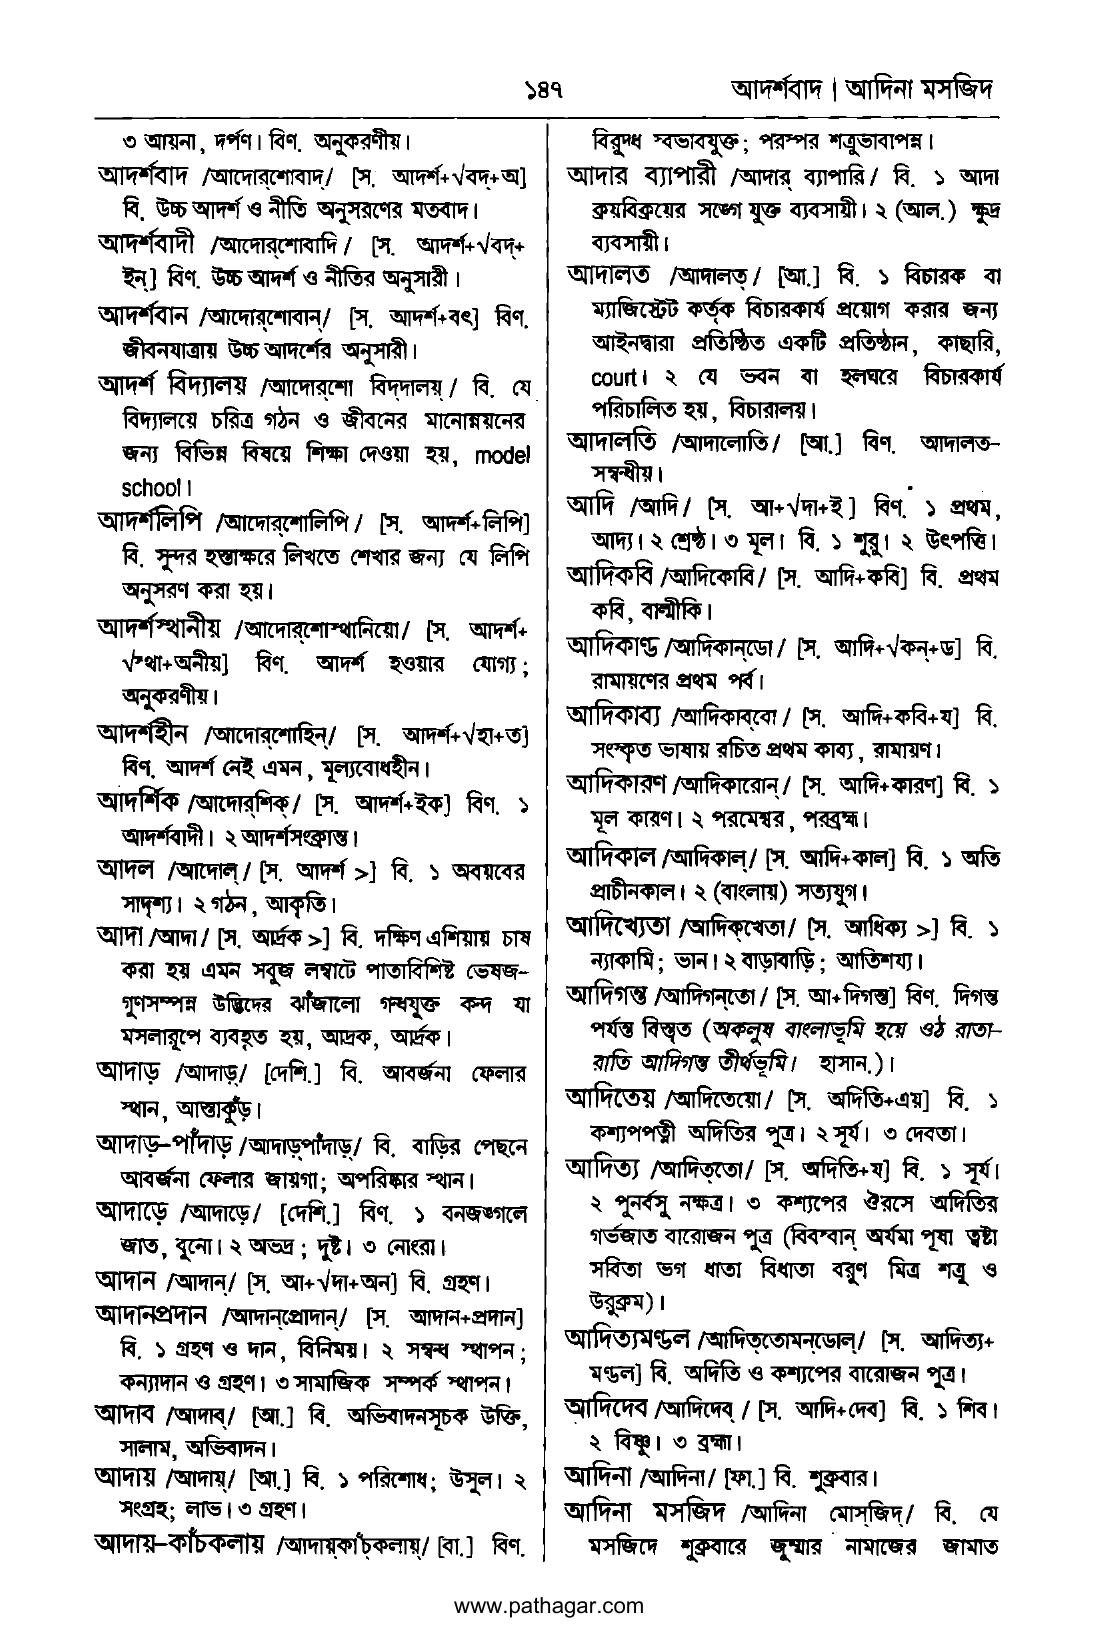 ১৪৭
আদর্শবাদ | আদিনা মসজিদ
৩ আয়না, দর্পণ। বিণ. অনুকরণীয়।
আদর্শবাদ /আদোর্‌শোবাদ্‌/ [স. আদর্শ+√বদ্‌+অ]
বি. উচ্চ আদর্শ ও নীতি অনুসরণের মতবাদ।
আদর্শবাদী /আদোর্‌শোবাদি/ [স. আদর্শ+√বদ্‌+
ইন্‌] বিণ. উচ্চ আদর্শ ও নীতির অনুসারী।
আদর্শবান /আদোর্‌শোবান্‌/ [স. আদর্শ+বৎ] বিণ.
জীবনযাত্রায় উচ্চ আদর্শের অনুসারী।
আদর্শ বিদ্যালয় /আদোর্‌শো বিদ্‌দালয়্‌/ বি. যে
বিদ্যালয়ে চরিত্র গঠন ও জীবনের মানোন্নয়নের
জন্য বিভিন্ন বিষয়ে শিক্ষা দেওয়া হয়, model
school।
আদর্শলিপি /আদোর্‌শোলিপি/ [স. আদর্শ+লিপি]
বি. সুন্দর হস্তাক্ষরে লিখতে শেখার জন্য যে লিপি
অনুসরণ করা হয়।
আদর্শস্থানীয় /আদোর্‌শোস্থানিয়ো/ [স. আদর্শ+
√স্থা+অনীয়] বিণ. আদর্শ হওয়ার যোগ্য;
অনুকরণীয়।
আদর্শহীন /আদোর্‌শোহিন্‌/ [স. আদর্শ+√হা+ত]
বিণ. আদর্শ নেই এমন, মূল্যবোধহীন।
আদর্শিক /আদোর্‌শিক্‌/ [স. আদর্শ+ইক] বিণ. ১
আদর্শবাদী। ২ আদর্শসংক্রান্ত।
আদল /আদোল্‌/ [স. আদর্শ >] বি. ১ অবয়বের
সাদৃশ্য। ২ গঠন, আকৃতি।
আদা /আদা/ [স. আর্দ্রক >] বি. দক্ষিণ এশিয়ায় চাষ
করা হয় এমন সবুজ লম্বাটে পাতাবিশিষ্ট ভেষজ-
গুণসম্পন্ন উদ্ভিদের ঝাঁজালো গন্ধযুক্ত কন্দ যা
মসলারূপে ব্যবহৃত হয়, আদ্রক, আর্দ্রক।
আদাড় /আদাড়্‌/ [দেশি.] বি. আবর্জনা ফেলার
স্থান, আস্তাকুঁড়।
আদাড়-পাঁদাড় /আদাড়্‌পাঁদাড়্‌/ বি. বাড়ির পেছনে
আবর্জনা ফেলার জায়গা; অপরিষ্কার স্থান।
আদাড়ে /আদাড়ে/ [দেশি.] বিণ. ১ বনজঙ্গলে
জাত, বুনো। ২ অভদ্র; দুষ্ট। ৩ নোংরা।
আদান /আদান্‌/ [স. আ+√দা+অন] বি. গ্রহণ।
আদানপ্রদান /আদান্‌প্রোদান্‌/ [স. আদান+প্রদান]
বি. ১ গ্রহণ ও দান, বিনিময়। ২ সম্বন্ধ স্থাপন;
কন্যাদান ও গ্রহণ। ৩ সামাজিক সম্পর্ক স্থাপন।
আদাব /আদাব্‌/ [আ.] বি. অভিবাদনসূচক উক্তি,
সালাম, অভিবাদন।
আদায় /আদায়্‌/ [আ.] বি. ১ পরিশোধ; উসুল। ২
সংগ্রহ; লাভ। ৩ গ্রহণ।
আদায়-কাঁচকলায় /আদায়্‌কাঁচ্‌কলায়্‌/ [বা.] বিণ.
বিরুদ্ধ স্বভাবযুক্ত; পরস্পর শত্রুভাবাপন্ন।
আদার ব্যাপারী /আদার্‌ ব্যাপারি/ বি. ১ আদা
ক্রয়বিক্রয়ের সঙ্গে যুক্ত ব্যবসায়ী। ২ (আল.) ক্ষুদ্র
ব্যবসায়ী।
আদালত /আদালত্‌/ [আ.] বি. ১ বিচারক বা
ম্যাজিস্ট্রেট কর্তৃক বিচারকার্য প্রয়োগ করার জন্য
আইনদ্বারা প্রতিষ্ঠিত একটি প্রতিষ্ঠান, কাছারি,
court। ২ যে ভবন বা হলঘরে বিচারকার্য
পরিচালিত হয়, বিচারালয়।
আদালতি /আদালোতি/ [আ.] বিণ. আদালত-
সম্বন্ধীয়।
আদি /আদি/ [স. আ+√দা+ই] বিণ. ১ প্রথম,
আদ্য। ২ শ্রেষ্ঠ। ৩ মূল। বি. ১ শুরু। ২ উৎপত্তি।
আদিকবি /আদিকোবি/ [স. আদি+কবি] বি. প্রথম
কবি, বাল্মীকি।
আদিকাণ্ড /আদিকান্‌ডো/ [স. আদি+√কন্‌+ড] বি.
রামায়ণের প্রথম পর্ব।
আদিকাব্য /আদিকাব্‌বো/ [স. আদি+কবি+য] বি.
সংস্কৃত ভাষায় রচিত প্রথম কাব্য, রামায়ণ।
আদিকারণ /আদিকারোন্‌/ [স. আদি+কারণ] বি. ১
মূল কারণ। ২ পরমেশ্বর, পরব্রহ্ম।
আদিকাল /আদিকাল্‌/ [স. আদি+কাল] বি. ১ অতি
প্রাচীনকাল। ২ (বাংলায়) সত্যযুগ।
আদিখ্যেতা /আদিক্‌খেতা/ [স. আধিক্য >] বি. ১
ন্যাকামি; ভান। ২ বাড়াবাড়ি; আতিশয্য।
আদিগন্ত /আদিগন্‌তো/ [স. আ+দিগন্ত] বিণ. দিগন্ত
পর্যন্ত বিস্তৃত (অকলুষ বাংলাভূমি হয়ে ওঠ রাতা-
রাতি আদিগন্ত তীর্থভূমি। হাসান.)।
আদিতেয় /আদিতেয়ো/ [স. অদিতি+এয়] বি. ১
কশ্যপপত্নী অদিতির পুত্র। ২ সূর্য। ৩ দেবতা।
আদিত্য /আদিত্‌তো/ [স. অদিতি+য] বি. ১ সূর্য।
২ পুনর্বসু নক্ষত্র। ৩ কশ্যপের ঔরসে অদিতির
গর্ভজাত বারোজন পুত্র (বিবস্বান্‌ অর্যমা পূষা ত্বষ্টা
সবিতা ভগ ধাতা বিধাতা বরুণ মিত্র শত্রু ও
উরুক্রম)।
আদিত্যমণ্ডল /আদিত্‌তোমন্‌ডোল্‌/ [স. আদিত্য+
মণ্ডল] বি. অদিতি ও কশ্যপের বারোজন পুত্র।
আদিদেব /আদিদেব্‌/ [স. আদি+দেব] বি. ১ শিব।
২ বিষ্ণু। ৩ ব্রহ্মা।
আদিনা /আদিনা/ [ফা.] বি. শুক্রবার।
আদিনা মসজিদ /আদিনা মোস্‌জিদ্‌/ বি. যে
মসজিদে শুক্রবারে জুম্মার নামাজের জামাত
www.pathagar.com